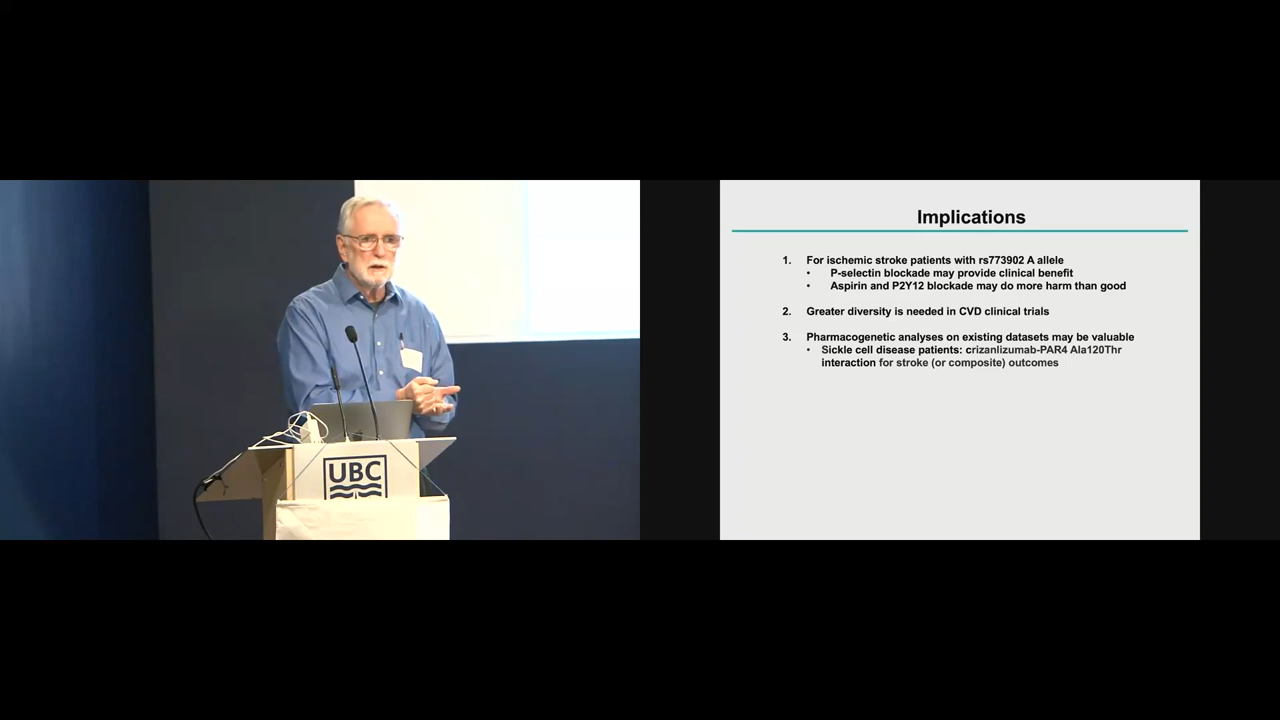 UBC
Implications
1. For ischemic stroke patients with rs773902 A allele
• P-selectin blockade may provide clinical benefit
• Aspirin and P2Y12 blockade may do more harm than good
2. Greater diversity is needed in CVD clinical trials
3. Pharmacogenetic analyses on existing datasets may be valuable
• Sickle cell disease patients: crizanlizumab-PAR4 Ala120Thr
interaction for stroke (or composite) outcomes